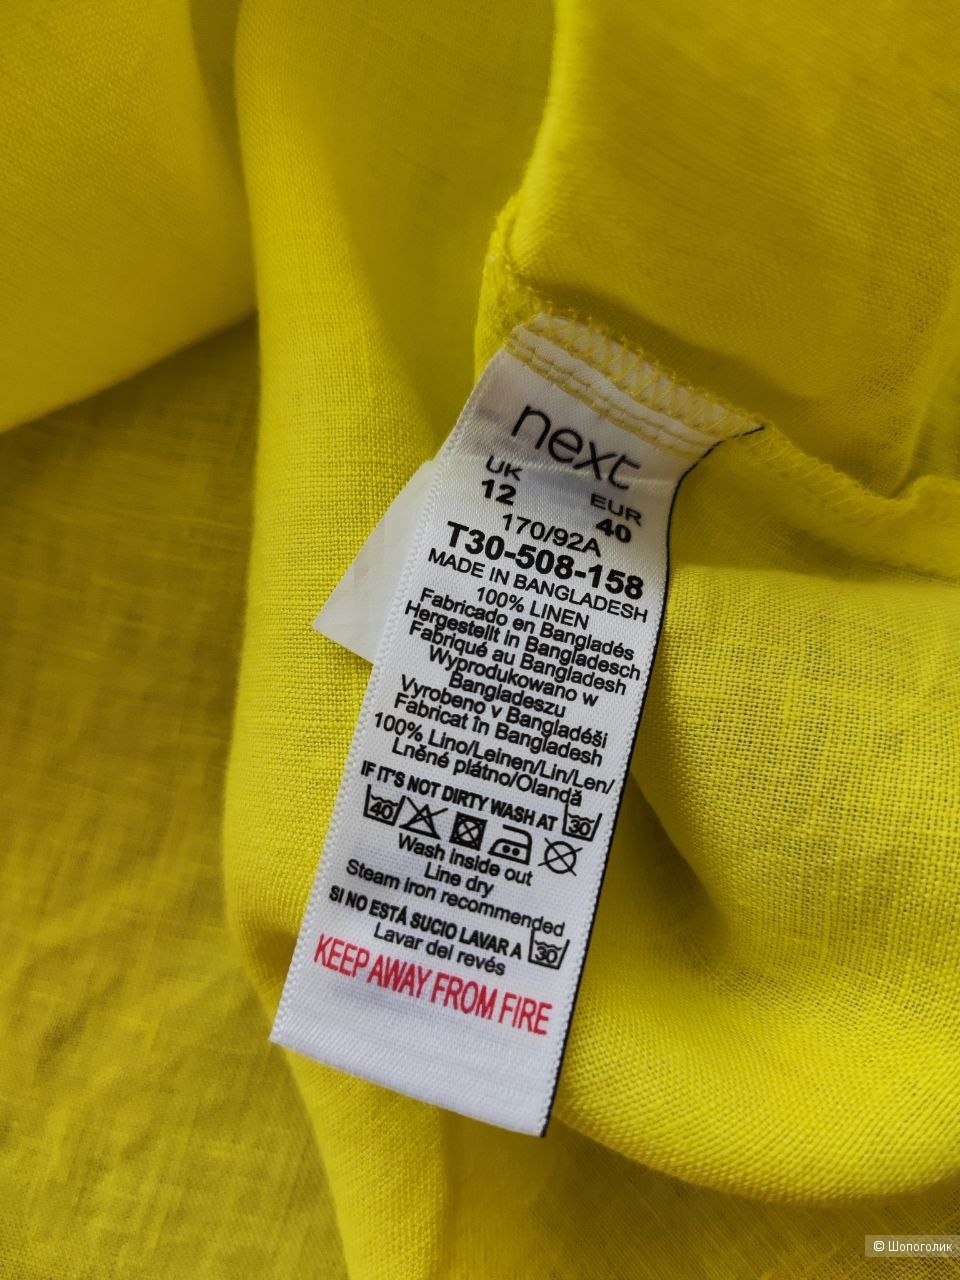 next
UK EUR
12 40
170/92A
T30-508-158
MADE IN BANGLADESH
100% LINEN
Fabricado en Bangladés
Hergestellt in Bangladesch
Fabriqué au Bangladesh
Wyprodukowano w
Bangladeszu
Vyrobeno v Bangladéši
Fabricat în Bangladesh
100% Lino/Leinen/Lin/Len/
Lněné plátno/Olandă
IF IT'S NOT DIRTY WASH AT 30
40
Wash inside out
Line dry
Steam iron recommended
SI NO ESTÁ SUCIO LAVAR A 30
Lavar del revés
KEEP AWAY FROM FIRE
© Шопоголик